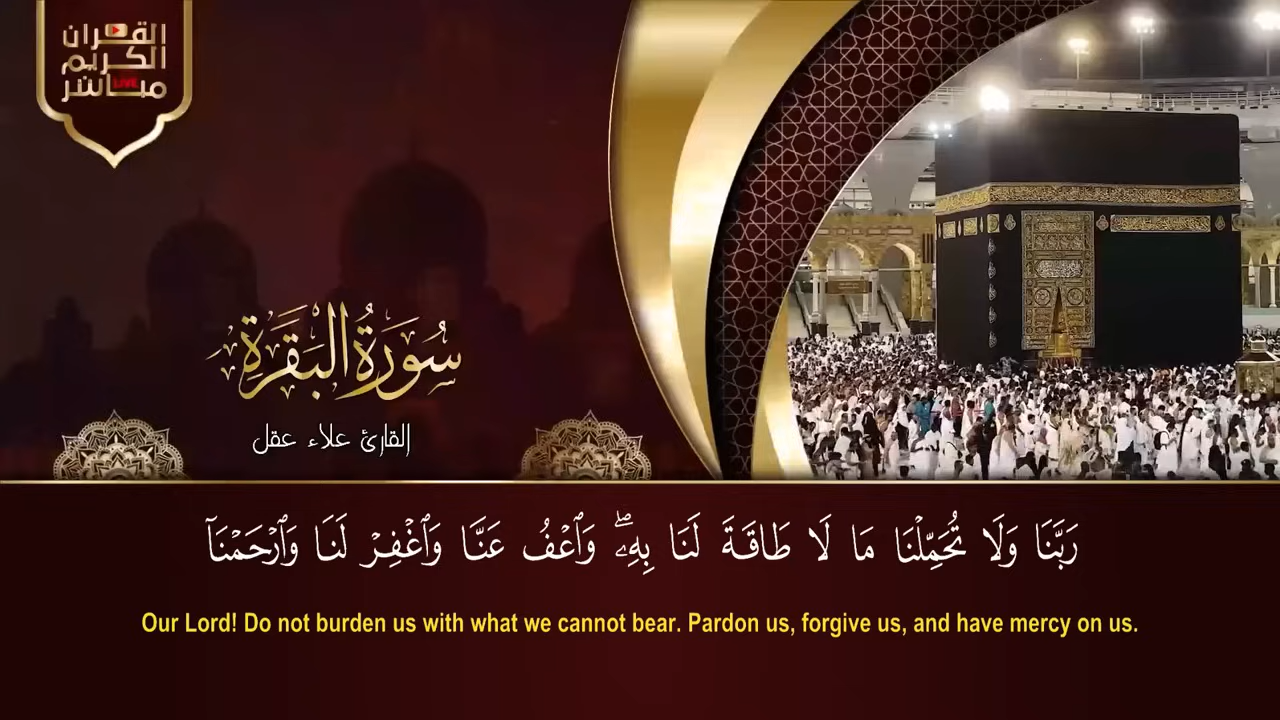 القرآن
الكريم
مباشر
LIVE
سُورَةُ البَقَرَةِ
القارئ علاء عقل
رَبَّنَا وَلَا تُحَمِّلْنَا مَا لَا طَاقَةَ لَنَا بِهِۦۖ وَٱعْفُ عَنَّا وَٱغْفِرْ لَنَا وَٱرْحَمْنَآ
Our Lord! Do not burden us with what we cannot bear. Pardon us, forgive us, and have mercy on us.